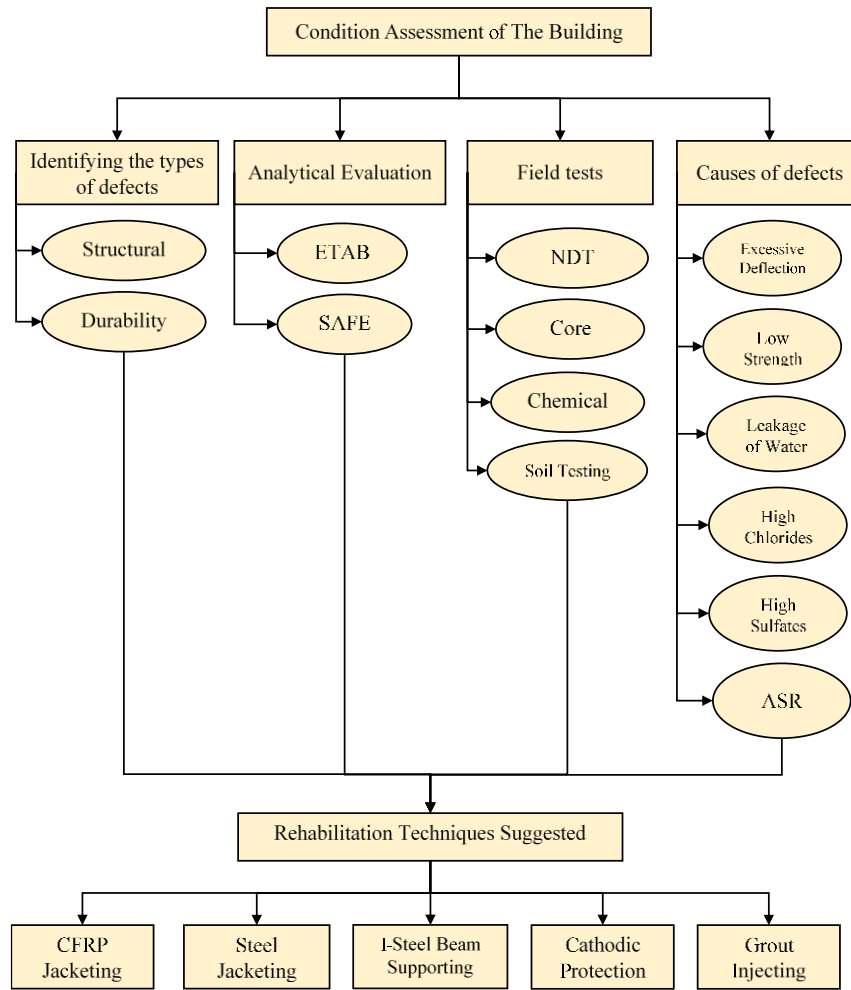 Condition Assessment of The Building
Identifying the types
of defects
Structural
Durability
Analytical Evaluation
ETAB
SAFE
Field tests
NDT
Core
Chemical
Soil Testing
Causes of defects
Excessive
Deflection
Low
Strength
Leakage
of Water
High
Chlorides
High
Sulfates
ASR
Rehabilitation Techniques Suggested
CFRP
Jacketing
Steel
Jacketing
I-Steel Beam
Supporting
Cathodic
Protection
Grout
Injecting